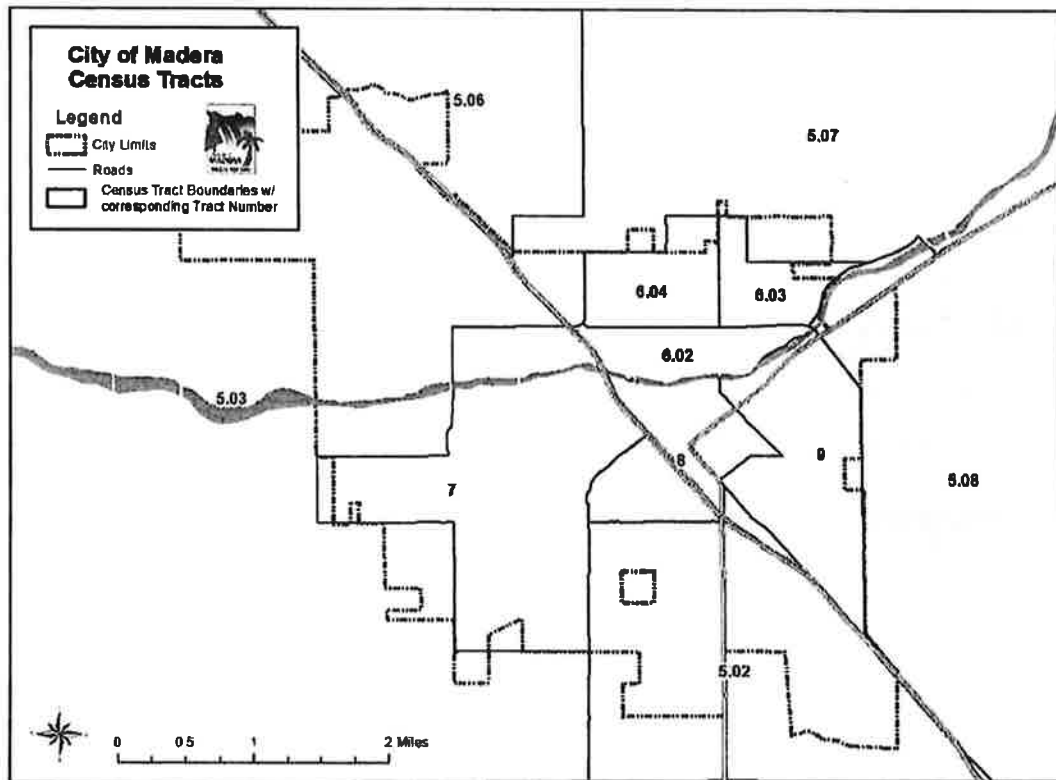 City of Madera
Census Tracts
Legend
City Limits
Roads
Census Tract Boundaries w/
corresponding Tract Number
MADERA
5.06
5.07
6.04
6.03
6.02
5.03
7
8
9
5.08
5.02
0 0.5 1 2 Miles